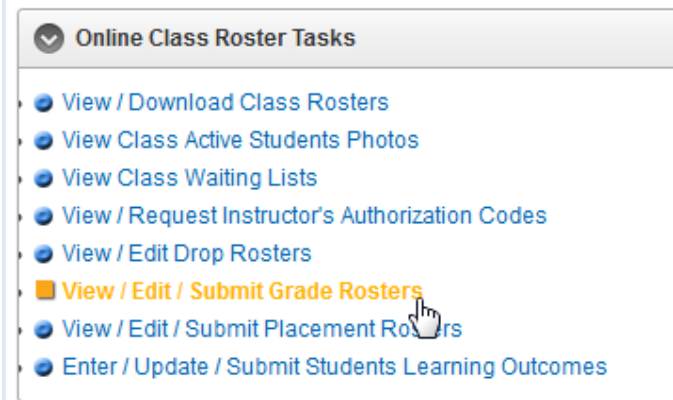 Online Class Roster Tasks
View / Download Class Rosters
View Class Active Students Photos
View Class Waiting Lists
View / Request Instructor's Authorization Codes
View / Edit Drop Rosters
View / Edit / Submit Grade Rosters
View / Edit / Submit Placement Rosters
Enter / Update / Submit Students Learning Outcomes